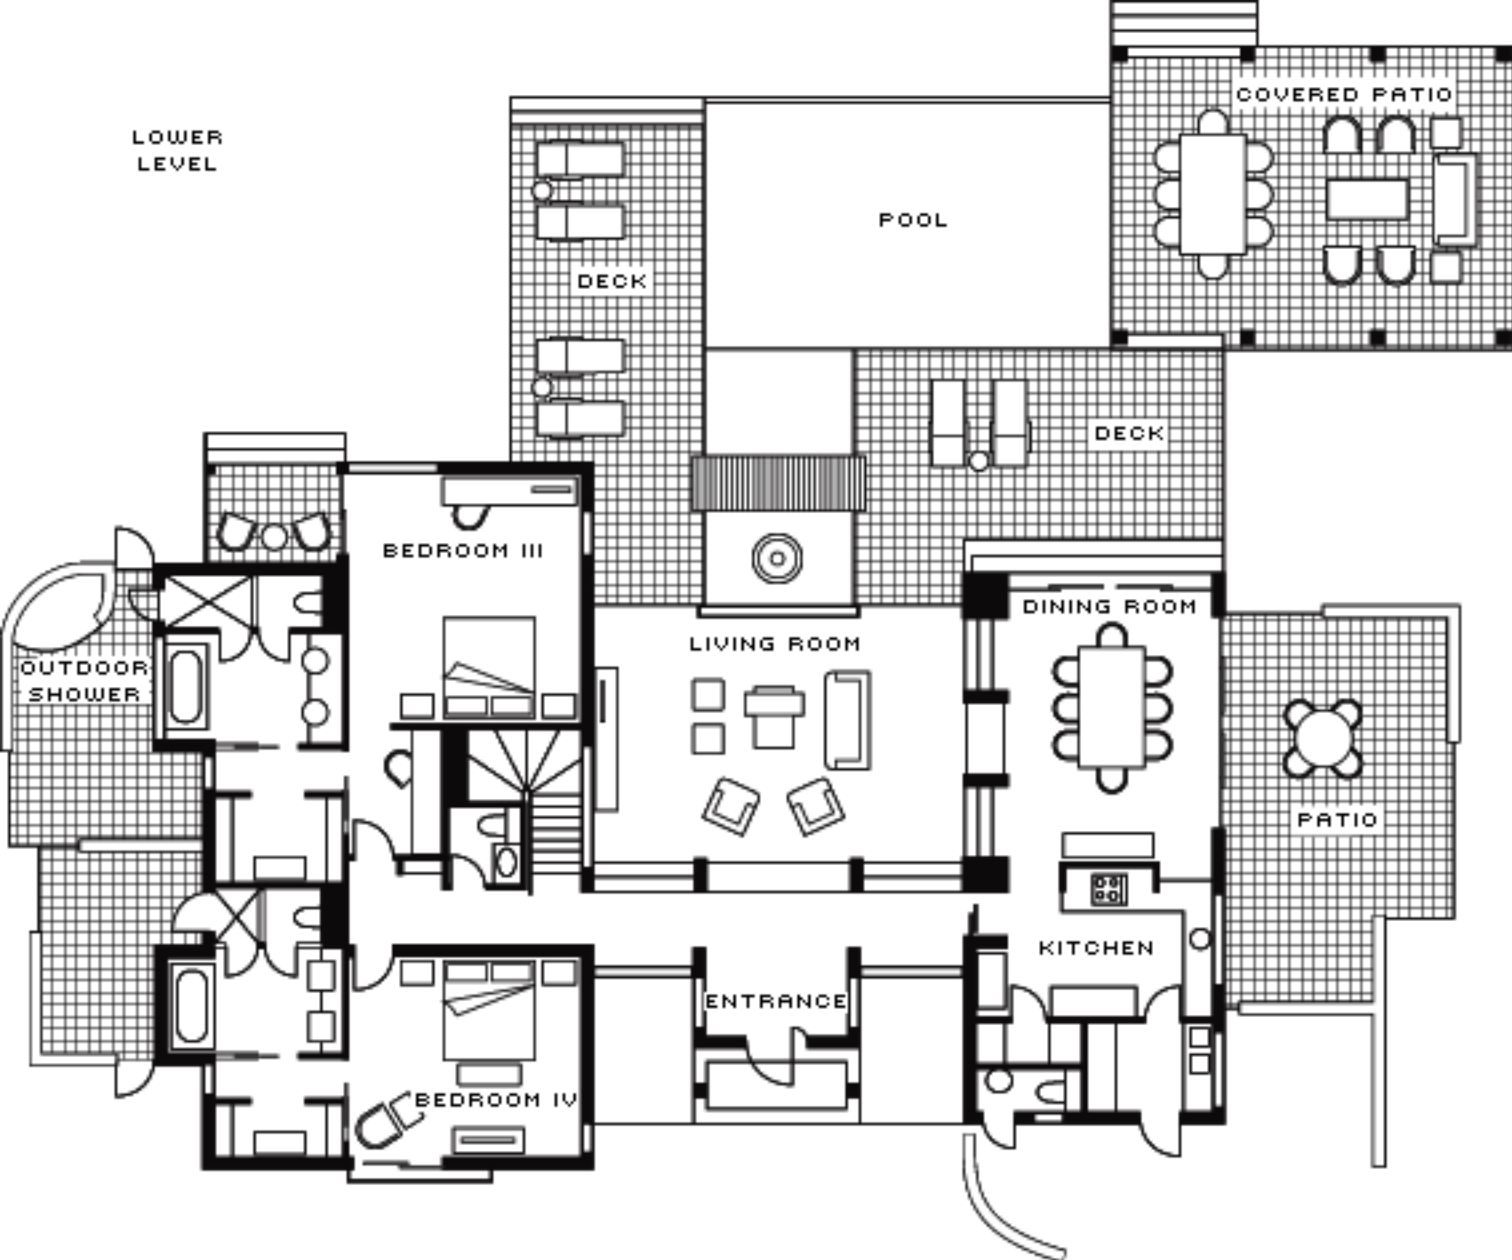 COVERED PATIO
LOWER
LEVEL
POOL
DECK
DECK
BEDROOM III
DINING ROOM
LIVING ROOM
OUTDOOR
SHOWER
PATIO
KITCHEN
ENTRANCE
BEDROOM IV